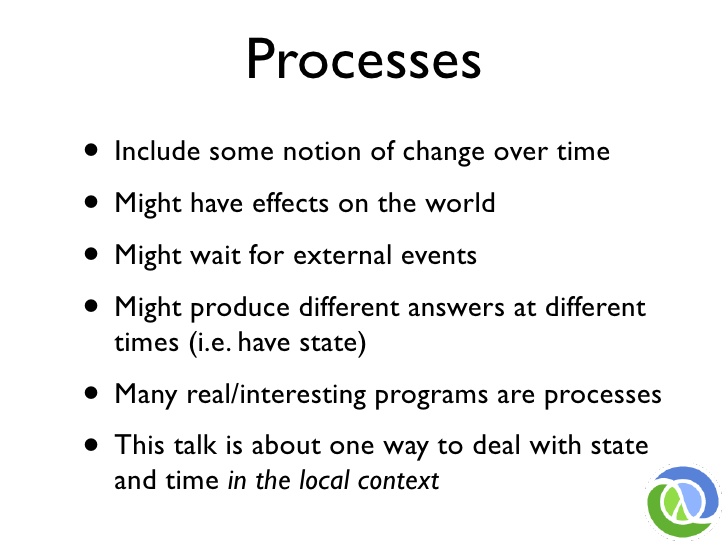 Processes
• Include some notion of change over time
• Might have effects on the world
• Might wait for external events
• Might produce different answers at different
times (i.e. have state)
• Many real/interesting programs are processes
• This talk is about one way to deal with state
and time in the local context